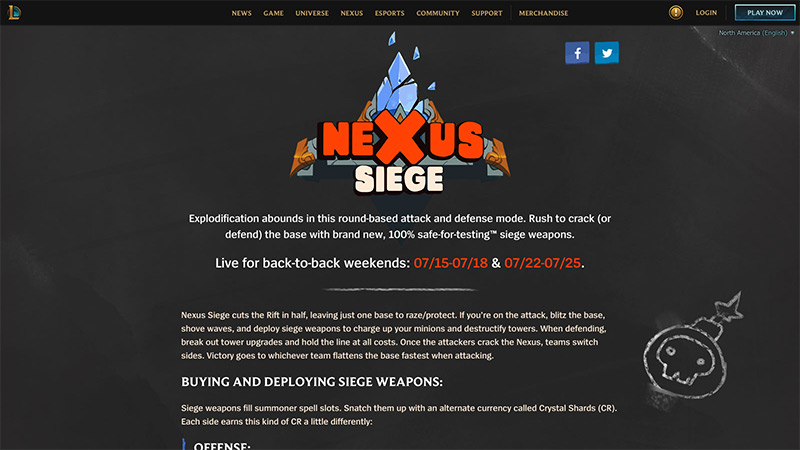 NEWS GAME UNIVERSE NEXUS ESPORTS COMMUNITY SUPPORT MERCHANDISE LOGIN PLAY NOW
North America (English)
NEXUS
SIEGE
Explodification abounds in this round-based attack and defense mode. Rush to crack (or
defend) the base with brand new, 100% safe-for-testing™ siege weapons.
Live for back-to-back weekends: 07/15-07/18 & 07/22-07/25.
Nexus Siege cuts the Rift in half, leaving just one base to raze/protect. If you're on the attack, blitz the base,
shove waves, and deploy siege weapons to charge up your minions and destructify towers. When defending,
break out tower upgrades and hold the line at all costs. Once the attackers crack the Nexus, teams switch
sides. Victory goes to whichever team flattens the base fastest when attacking.
BUYING AND DEPLOYING SIEGE WEAPONS:
Siege weapons fill summoner spell slots. Snatch them up with an alternate currency called Crystal Shards (CR).
Each side earns this kind of CR a little differently:
OFFENSE: